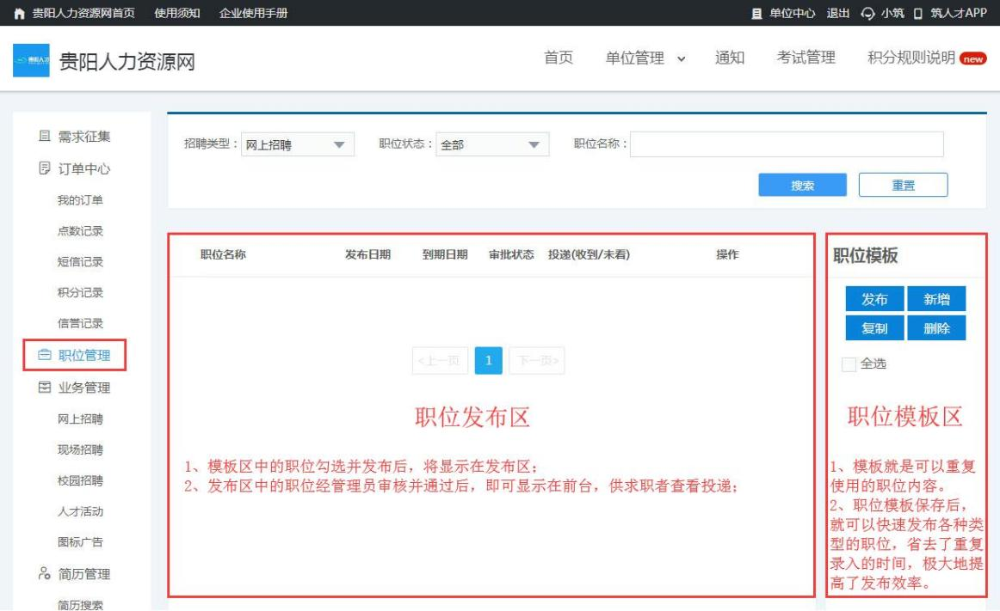 贵阳人力资源网首页 使用须知 企业使用手册 单位中心 退出 小筑 筑人才APP
贵阳人力资源网 首页 单位管理 通知 考试管理 积分规则说明 new
需求征集
订单中心
我的订单
点数记录
短信记录
积分记录
信誉记录
职位管理
业务管理
网上招聘
现场招聘
校园招聘
人才活动
图标广告
简历管理
简历搜索
招聘类型： 网上招聘 职位状态： 全部 职位名称：
搜索 重置
职位名称 发布日期 到期日期 审批状态 投递(收到/未看) 操作
<上一页 1 下一页>
职位发布区
1、模板区中的职位勾选并发布后，将显示在发布区；
2、发布区中的职位经管理员审核并通过后，即可显示在前台，供求职者查看投递；
职位模板
发布 新增
复制 删除
全选
职位模板区
1、模板就是可以重复
使用的职位内容。
2、职位模板保存后，
就可以快速发布各种类
型的职位，省去了重复
录入的时间，极大地提
高了发布效率。